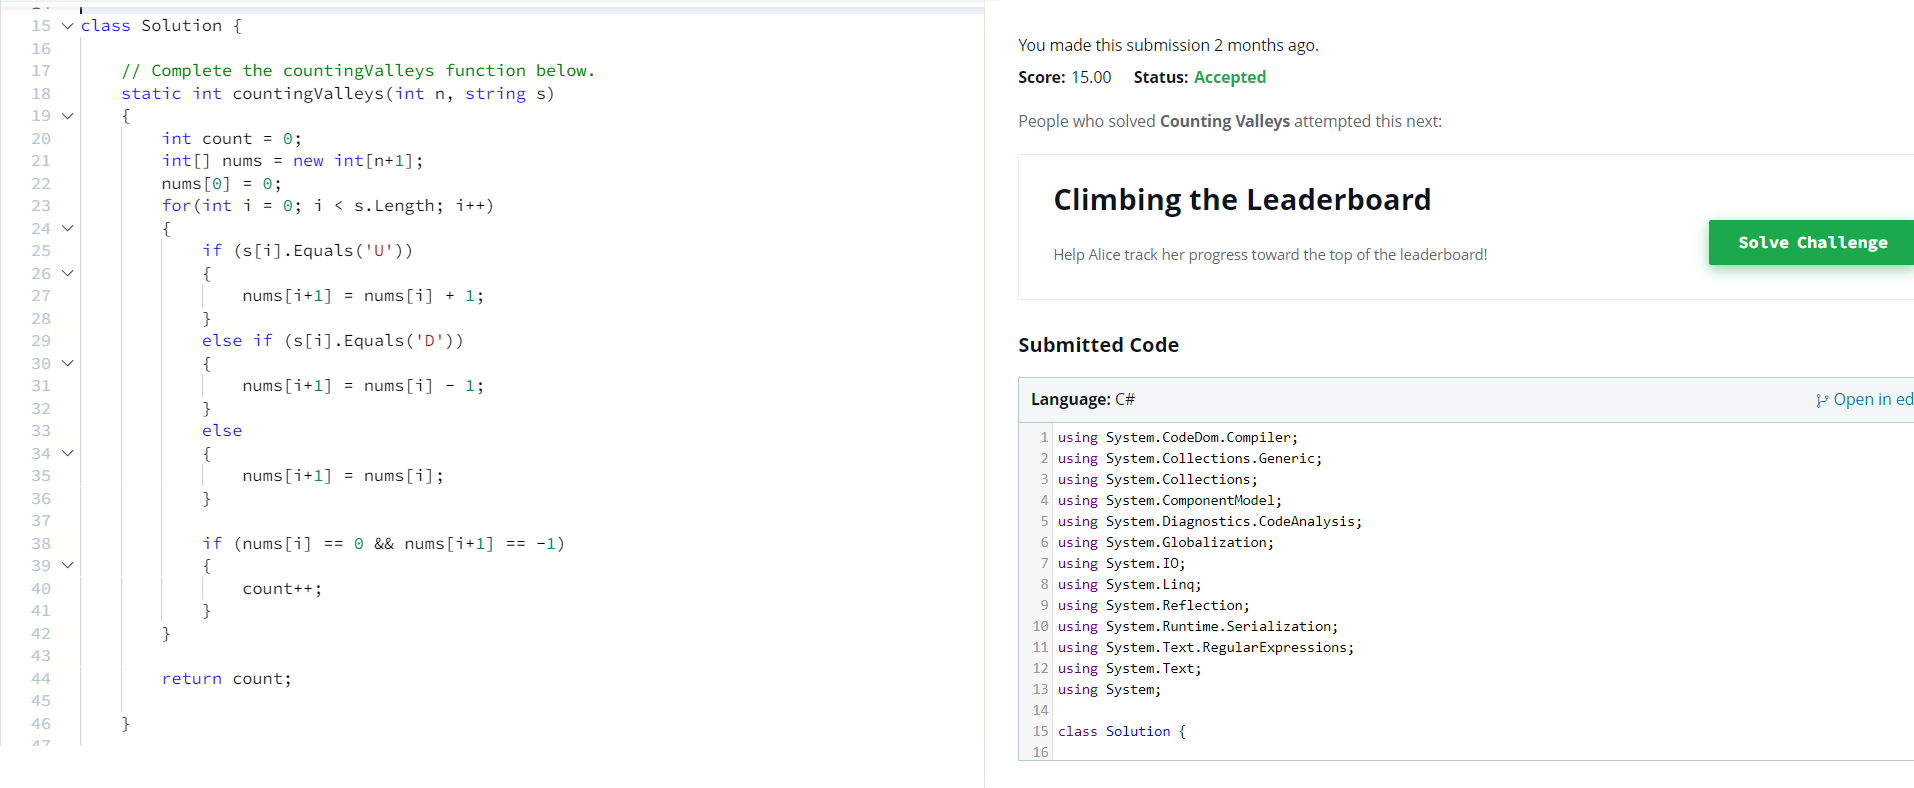 15 class Solution {
16
17 // Complete the countingValleys function below.
18 static int countingValleys(int n, string s)
19 {
20 int count = 0;
21 int[] nums = new int[n+1];
22 nums[0] = 0;
23 for(int i = 0; i < s.Length; i++)
24 {
25 if (s[i].Equals('U'))
26 {
27 nums[i+1] = nums[i] + 1;
28 }
29 else if (s[i].Equals('D'))
30 {
31 nums[i+1] = nums[i] - 1;
32 }
33 else
34 {
35 nums[i+1] = nums[i];
36 }
37
38 if (nums[i] == 0 && nums[i+1] == -1)
39 {
40 count++;
41 }
42 }
43
44 return count;
45
46 }
47
You made this submission 2 months ago.
Score: 15.00 Status: Accepted
People who solved Counting Valleys attempted this next:
Climbing the Leaderboard
Help Alice track her progress toward the top of the leaderboard!
Solve Challenge
Submitted Code
Language: C#
Open in ed
1 using System.CodeDom.Compiler;
2 using System.Collections.Generic;
3 using System.Collections;
4 using System.ComponentModel;
5 using System.Diagnostics.CodeAnalysis;
6 using System.Globalization;
7 using System.IO;
8 using System.Linq;
9 using System.Reflection;
10 using System.Runtime.Serialization;
11 using System.Text.RegularExpressions;
12 using System.Text;
13 using System;
14
15 class Solution {
16